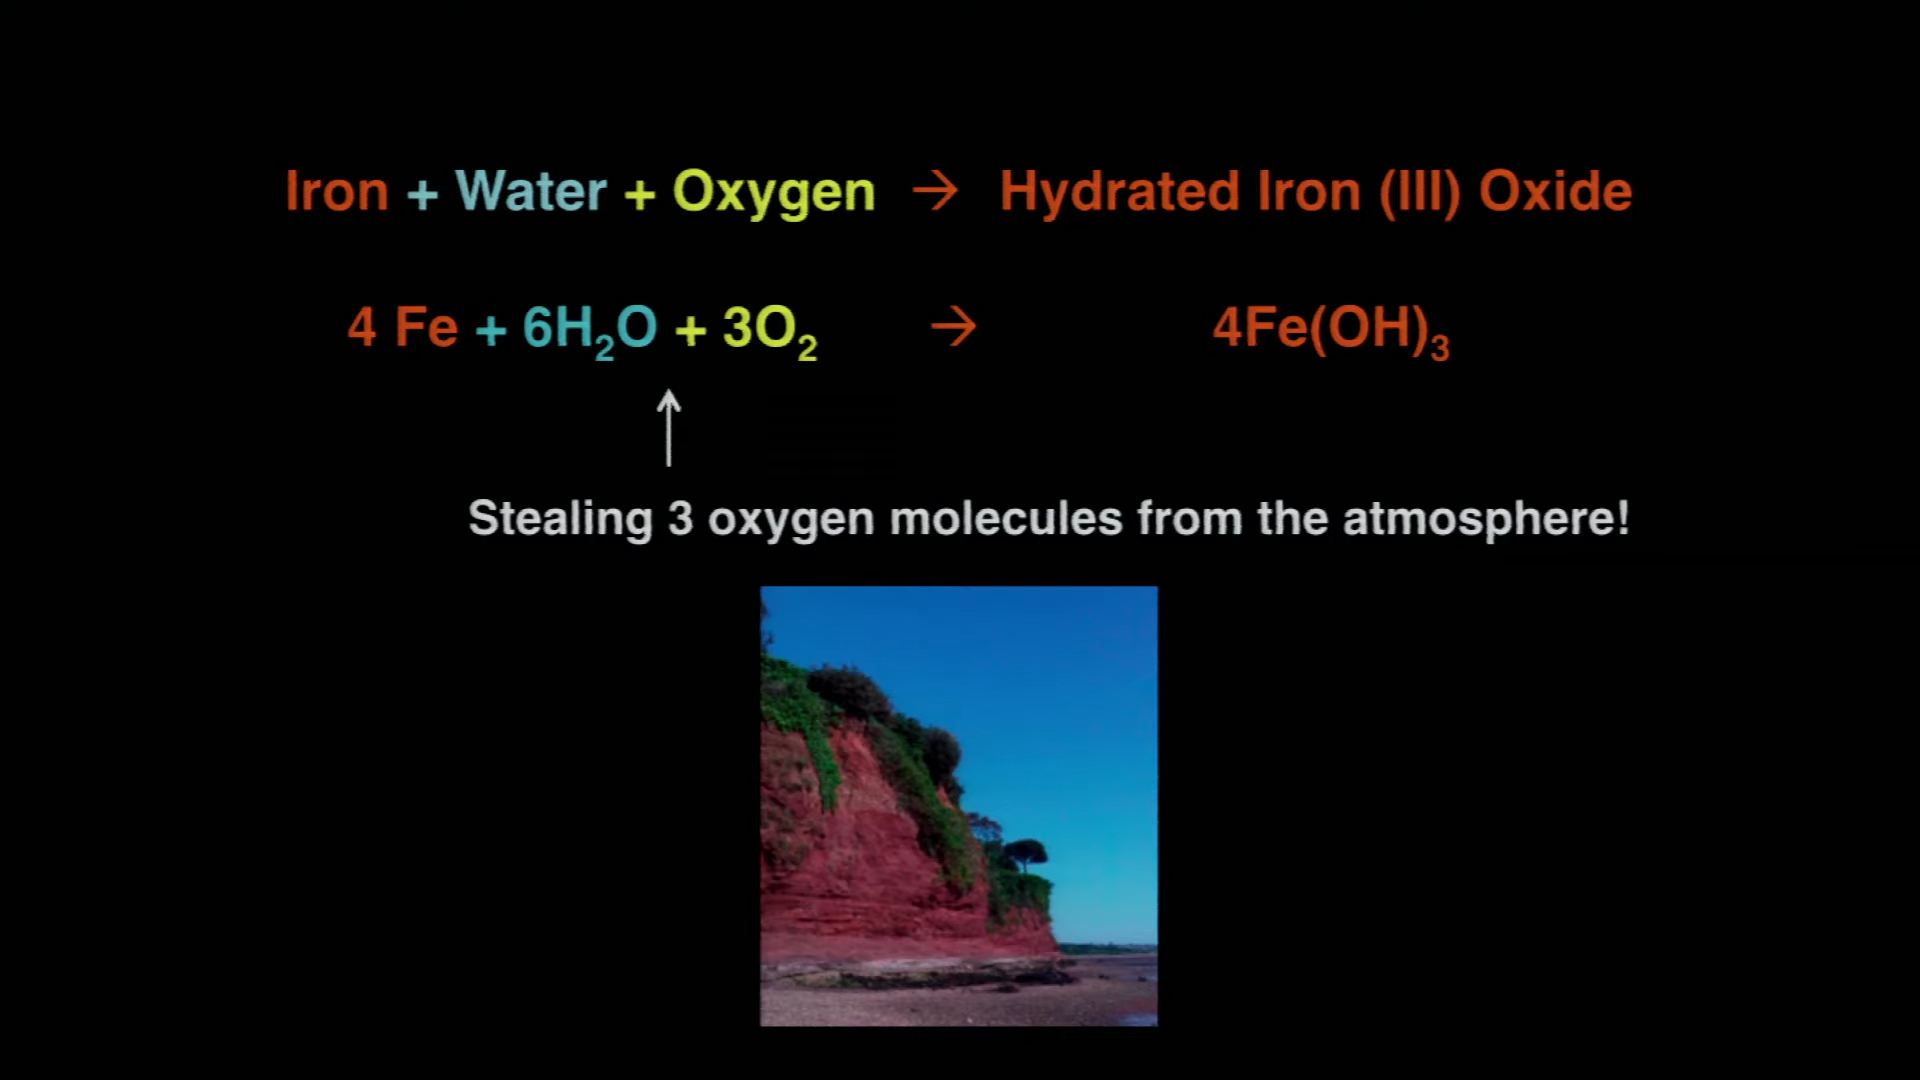 Iron + Water + Oxygen → Hydrated Iron (III) Oxide
4 Fe + 6H₂O + 3O₂ → 4Fe(OH)₃
Stealing 3 oxygen molecules from the atmosphere!